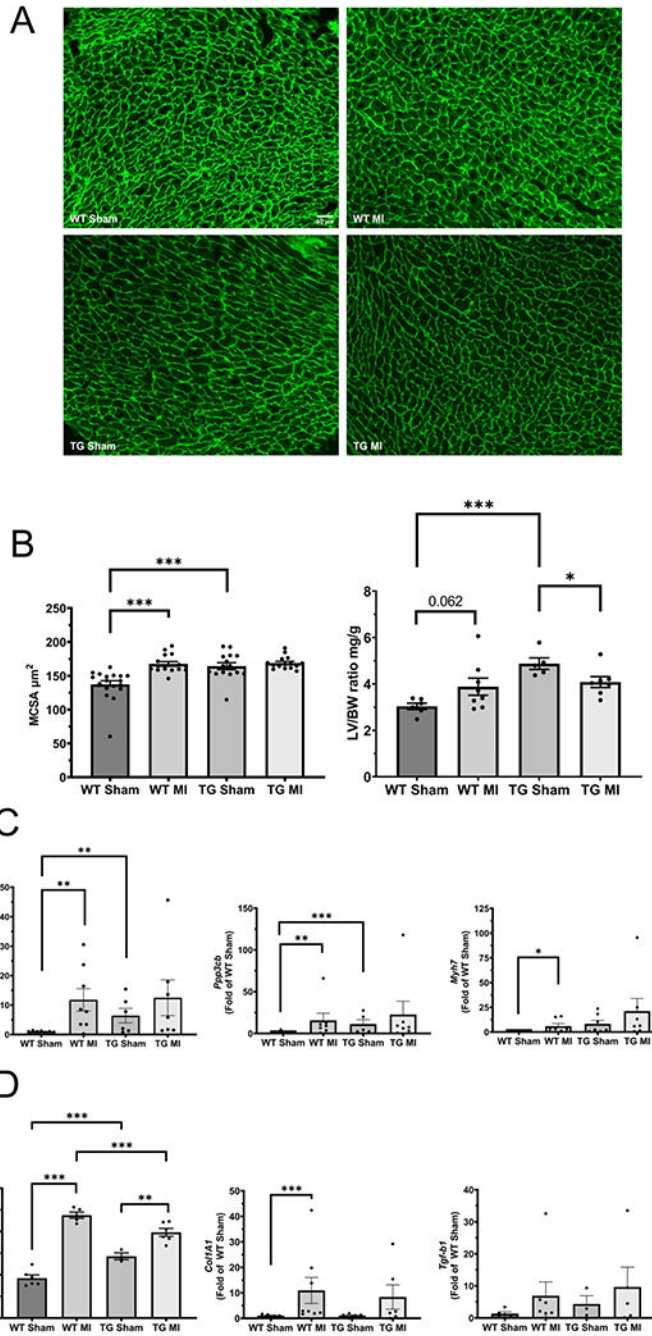 A
WT Sham
WT MI
TG Sham
TG MI
B
***
***
250
200
150
100
50
0
MCSA µm²
WT Sham WT MI TG Sham TG MI
***
0.062
*
8
6
4
2
0
LV/BW ratio mg/g
WT Sham WT MI TG Sham TG MI
C
**
**
50
40
30
20
10
0
WT Sham WT MI TG Sham TG MI
***
**
150
100
50
0
Ppp3cb
(Fold of WT Sham)
WT Sham WT MI TG Sham TG MI
*
125
100
75
50
25
0
Myh7
(Fold of WT Sham)
WT Sham WT MI TG Sham TG MI
D
***
***
***
**
WT Sham WT MI TG Sham TG MI
***
50
40
30
20
10
0
Col1A1
(Fold of WT Sham)
WT Sham WT MI TG Sham TG MI
50
40
30
20
10
0
Tgf-b1
(Fold of WT Sham)
WT Sham WT MI TG Sham TG MI